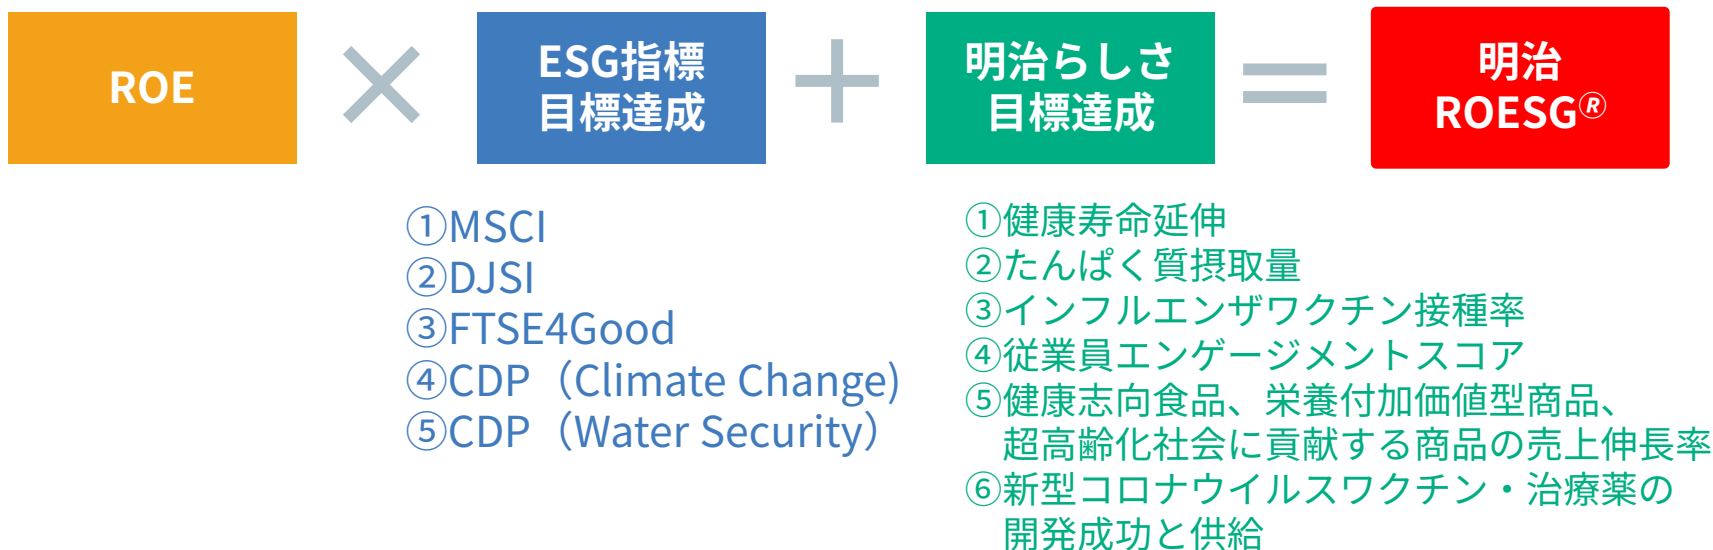 ROE
×
ESG指標
目標達成
＋
明治らしさ
目標達成
＝
明治
ROESG®
①MSCI
②DJSI
③FTSE4Good
④CDP（Climate Change)
⑤CDP（Water Security）
①健康寿命延伸
②たんぱく質摂取量
③インフルエンザワクチン接種率
④従業員エンゲージメントスコア
⑤健康志向食品、栄養付加価値型商品、
超高齢化社会に貢献する商品の売上伸長率
⑥新型コロナウイルスワクチン・治療薬の
開発成功と供給